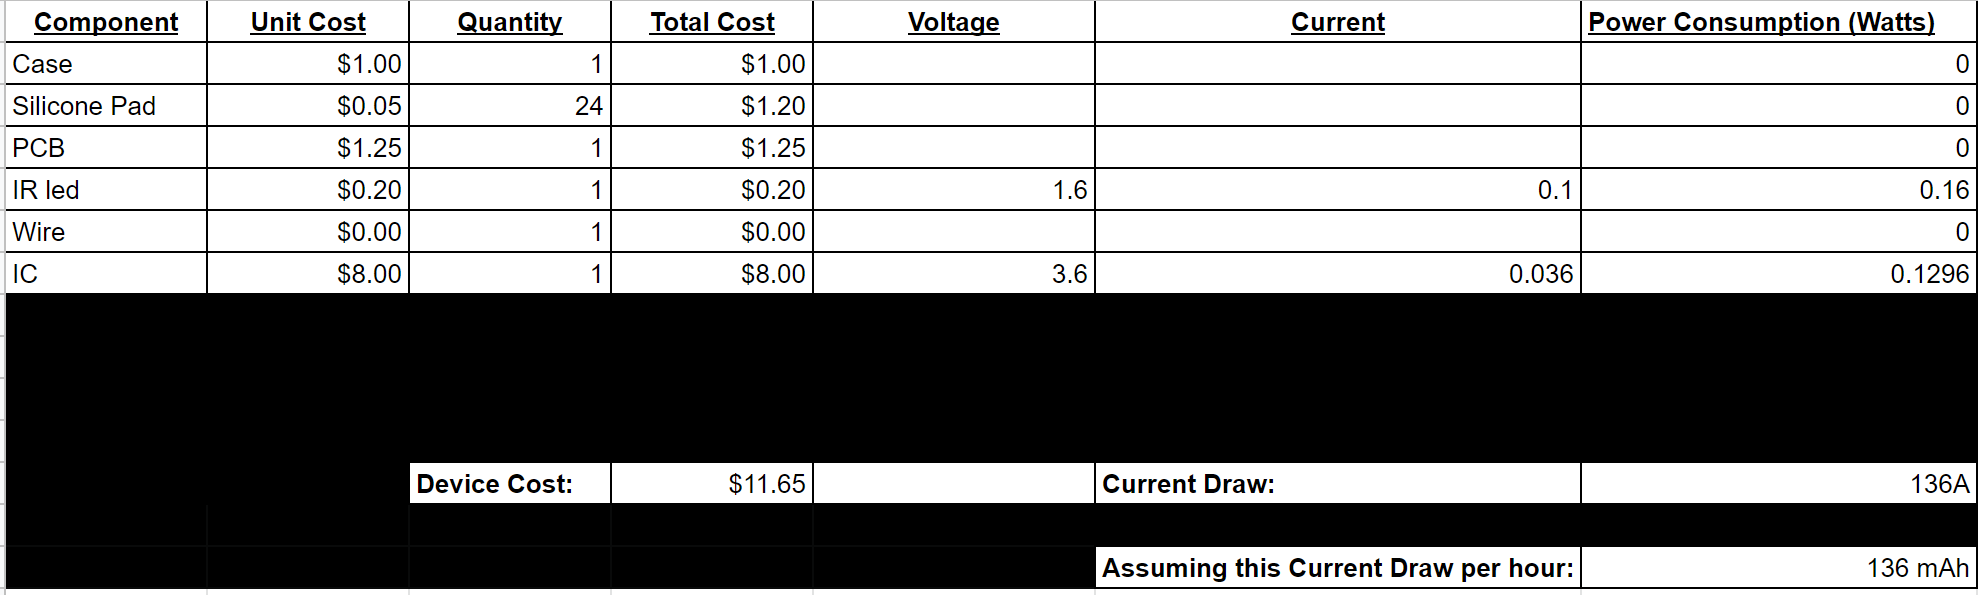 Component Unit Cost Quantity Total Cost Voltage Current Power Consumption (Watts)
Case $1.00 1 $1.00 0
Silicone Pad $0.05 24 $1.20 0
PCB $1.25 1 $1.25 0
IR led $0.20 1 $0.20 1.6 0.1 0.16
Wire $0.00 1 $0.00 0
IC $8.00 1 $8.00 3.6 0.036 0.1296
Device Cost: $11.65 Current Draw: 136A
Assuming this Current Draw per hour: 136 mAh